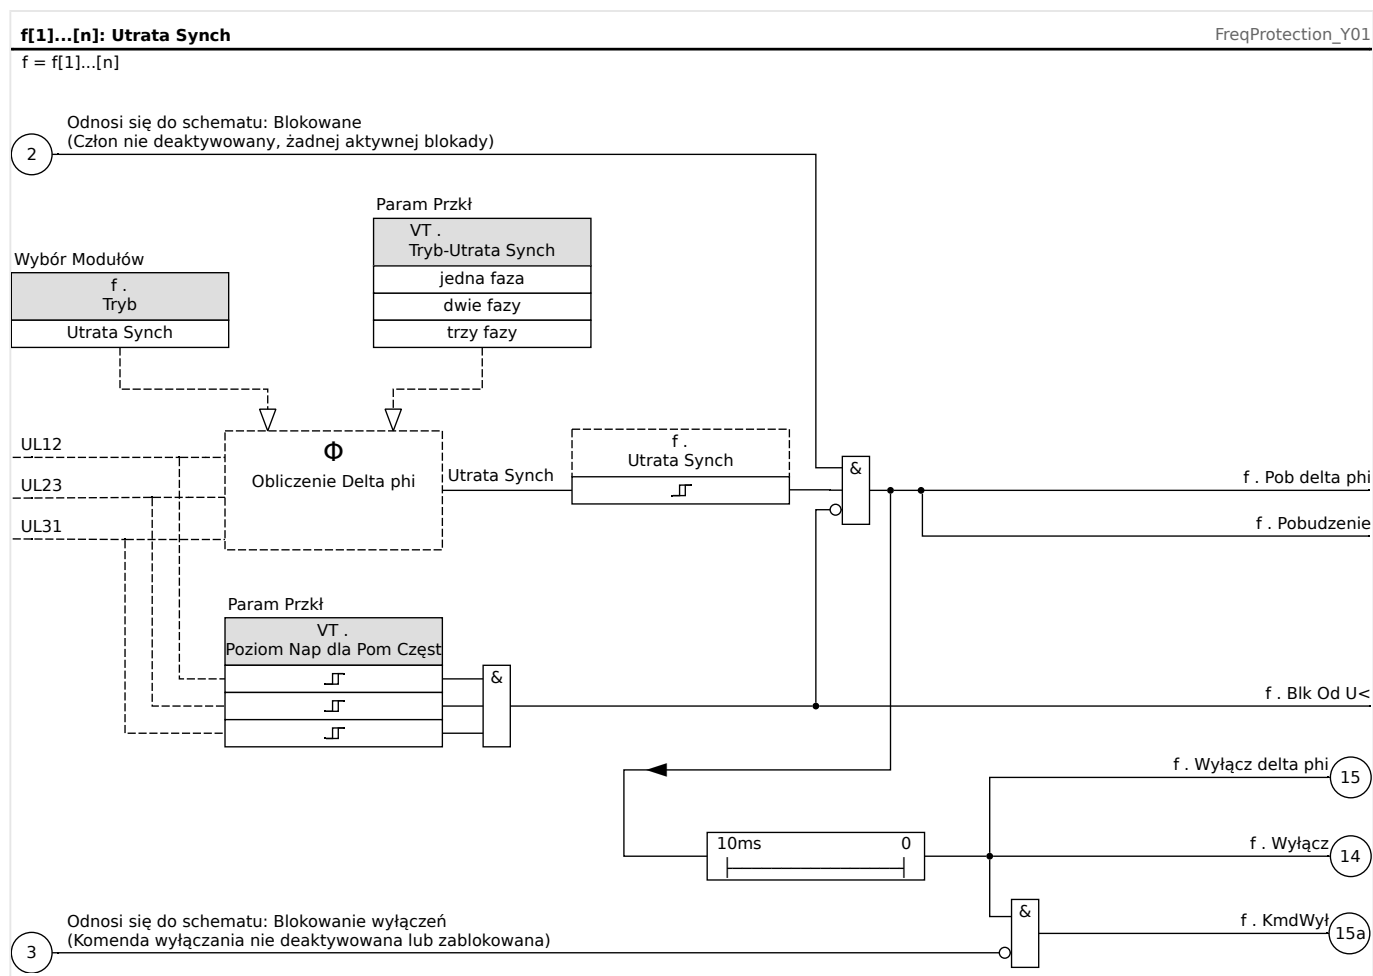 f[1]...[n]: Utrata Synch
FreqProtection_Y01
f = f[1]...[n]
Odnosi się do schematu: Blokowane
(Człon nie deaktywowany, żadnej aktywnej blokady)
2
Param Przkł
VT .
Tryb-Utrata Synch
jedna faza
dwie fazy
trzy fazy
Wybór Modułów
f .
Tryb
Utrata Synch
UL12
UL23
UL31
Φ
Obliczenie Delta phi
Utrata Synch
f .
Utrata Synch
&
f . Pob delta phi
f . Pobudzenie
Param Przkł
VT .
Poziom Nap dla Pom Częst
&
f . Blk Od U<
f . Wyłącz delta phi
15
10ms 0
f . Wyłącz
14
&
f . KmdWył
15a
Odnosi się do schematu: Blokowanie wyłączeń
(Komenda wyłączania nie deaktywowana lub zablokowana)
3